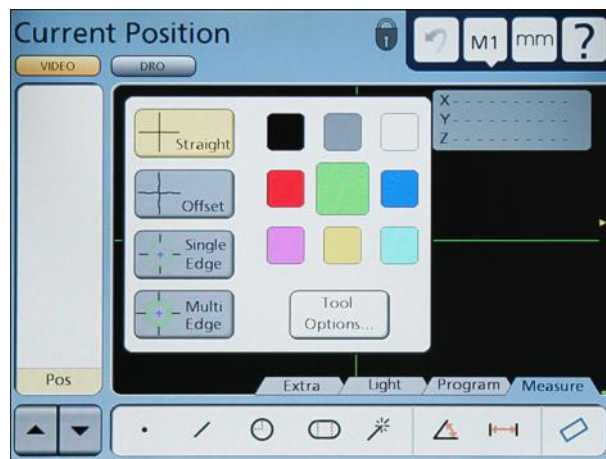 Current Position
M1
mm
?
VIDEO
DRO
X - - - - - - - - - - -
Y - - - - - - - - - - -
Z - - - - - - - - - - -
Straight
Offset
Single
Edge
Multi
Edge
Tool
Options...
Pos
Extra
Light
Program
Measure